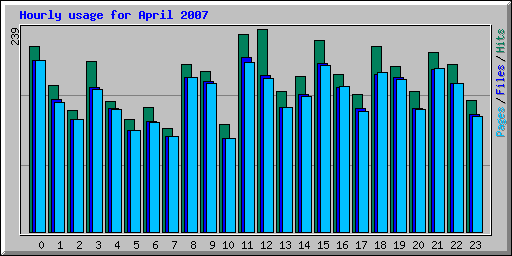 Hourly usage for April 2007
239
Pages / Files / Hits
0 1 2 3 4 5 6 7 8 9 10 11 12 13 14 15 16 17 18 19 20 21 22 23